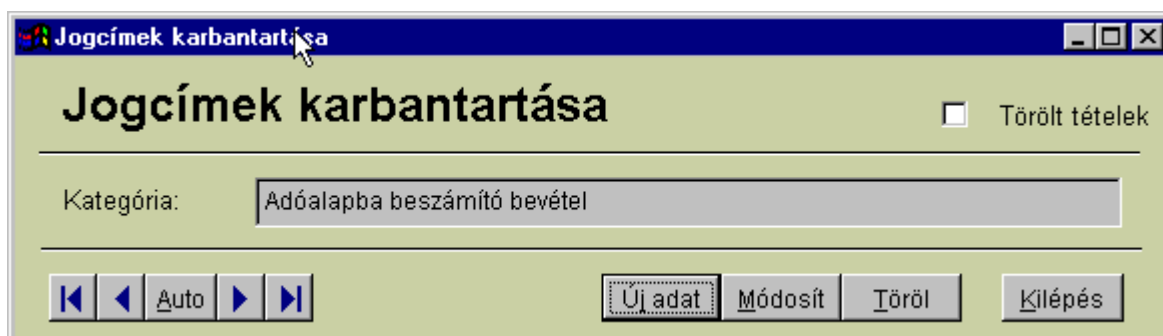 Jogcímek karbantartása
Jogcímek karbantartása
Törölt tételek
Kategória: Adóalapba beszámító bevétel
Auto Új adat Módosít Töröl Kilépés